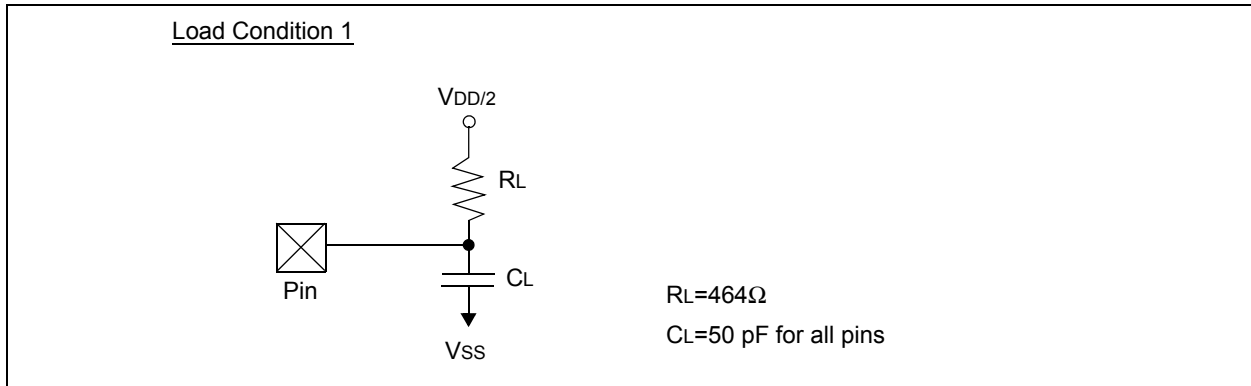 Load Condition 1
VDD/2
RL
Pin
CL
VSS
RL=464Ω
CL=50 pF for all pins